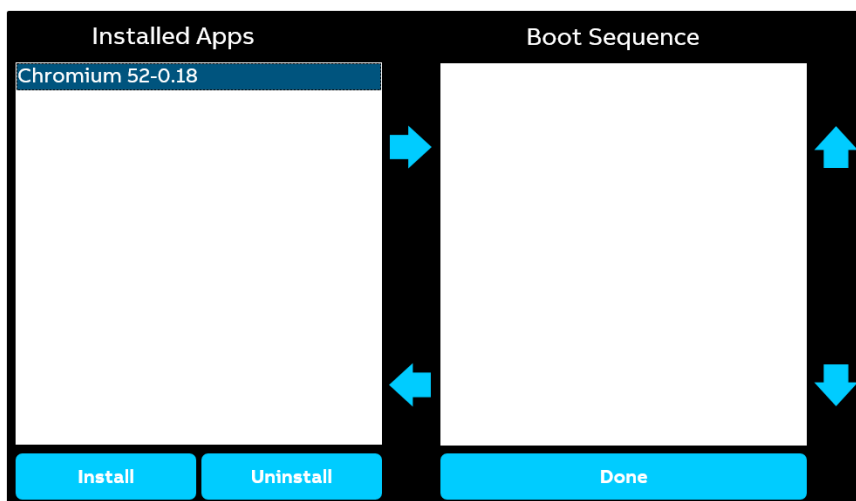 Installed Apps
Boot Sequence
Chromium 52-0.18
Install
Uninstall
Done